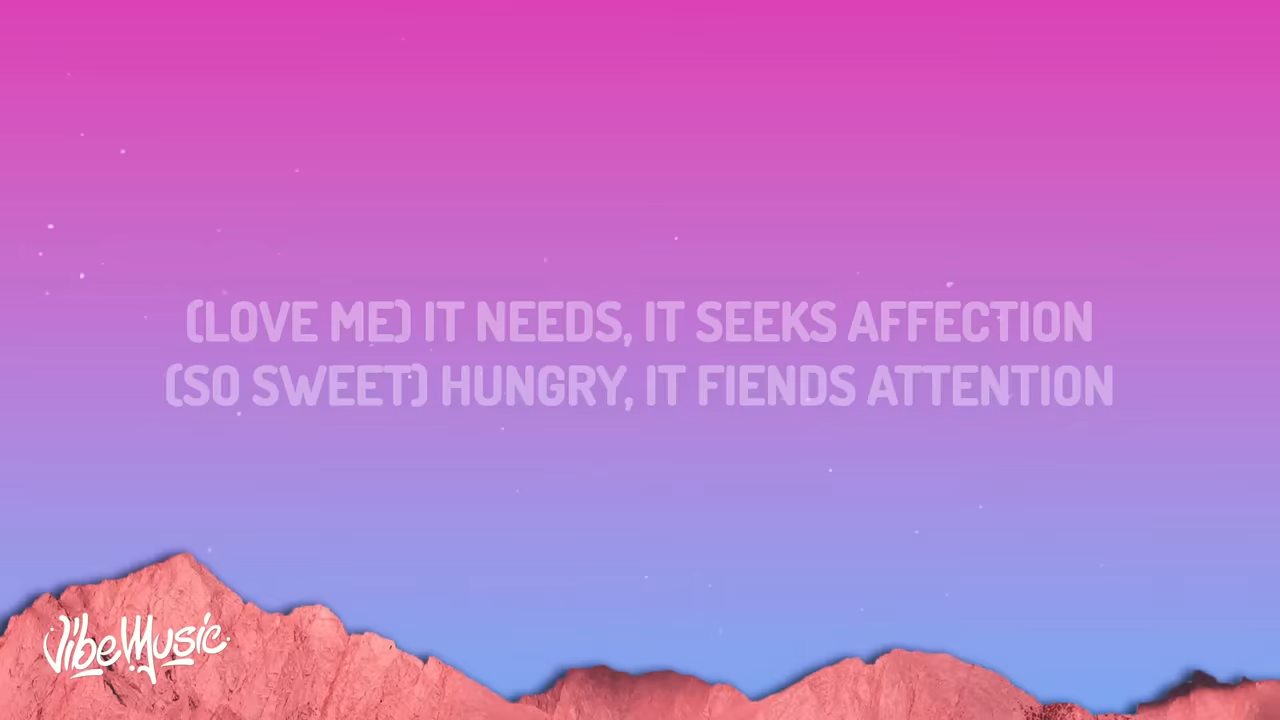 (LOVE ME) IT NEEDS, IT SEEKS AFFECTION
(SO SWEET) HUNGRY, IT FIENDS ATTENTION
VibeMusic